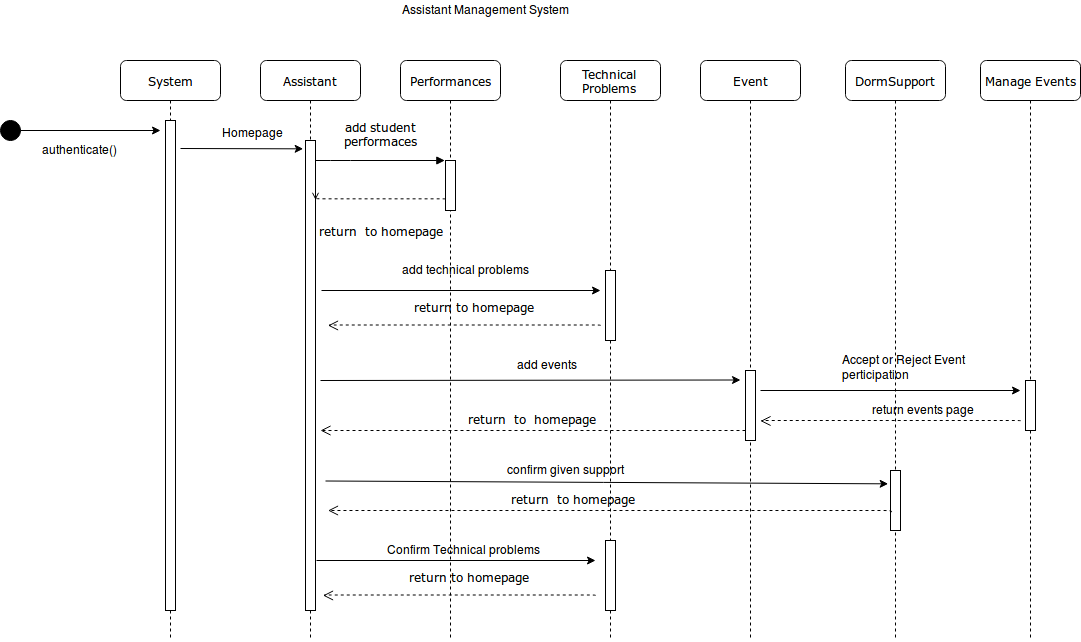 Assistant Management System
System
Assistant
Performances
Technical
Problems
Event
DormSupport
Manage Events
authenticate()
Homepage
add student
performaces
return to homepage
add technical problems
return to homepage
add events
Accept or Reject Event
perticipation
return events page
return to homepage
confirm given support
return to homepage
Confirm Technical problems
return to homepage